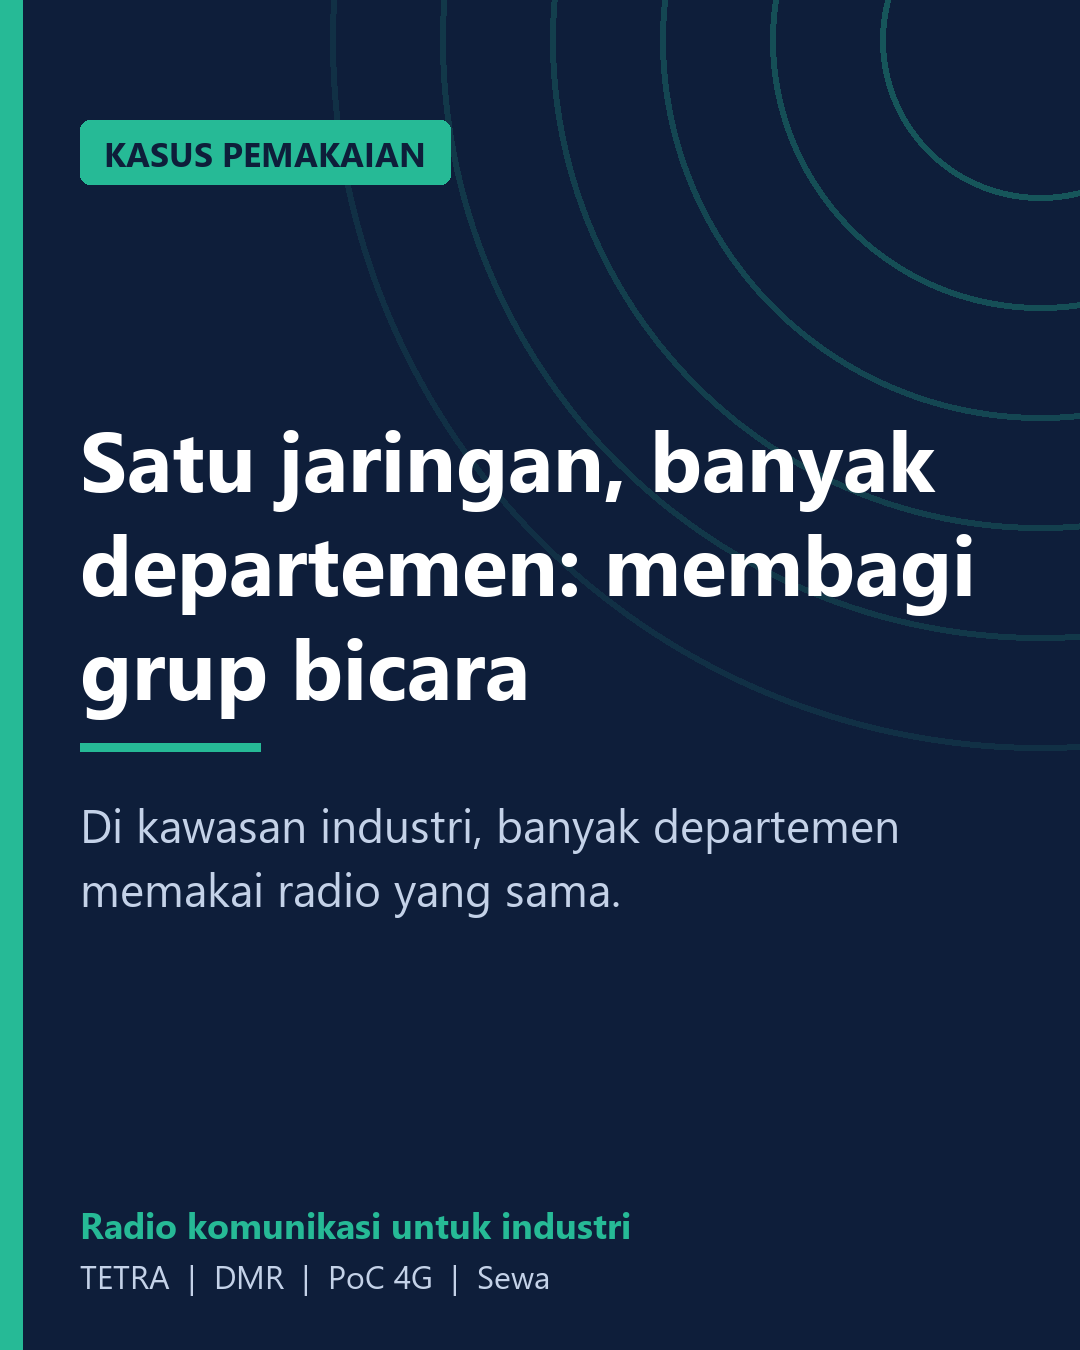 KASUS PEMAKAIAN
Satu jaringan, banyak
departemen: membagi
grup bicara
Di kawasan industri, banyak departemen
memakai radio yang sama.
Radio komunikasi untuk industri
TETRA | DMR | PoC 4G | Sewa